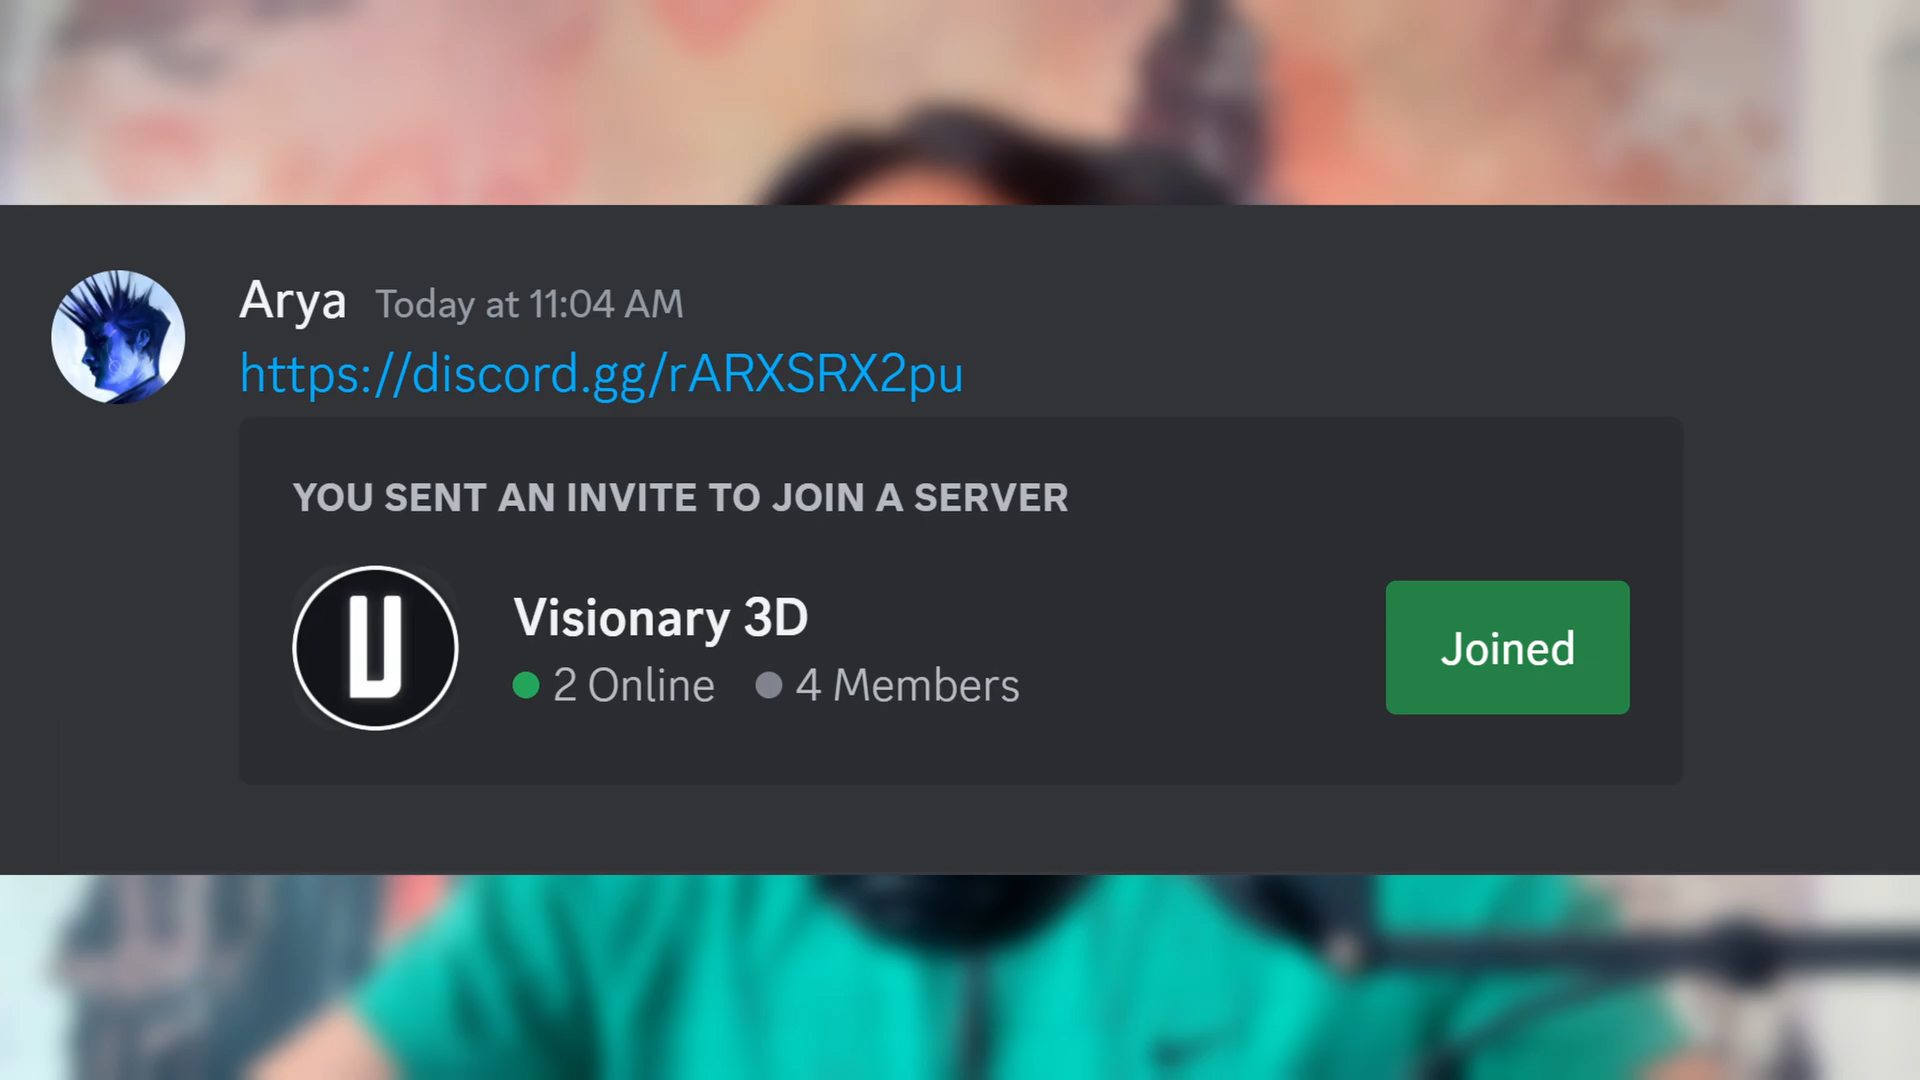 Arya Today at 11:04 AM
https://discord.gg/rARXSRX2pu
YOU SENT AN INVITE TO JOIN A SERVER
Visionary 3D
2 Online 4 Members
Joined